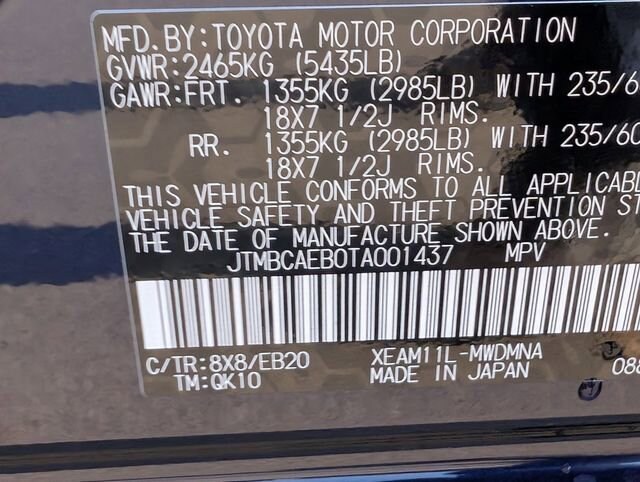 MFD. BY: TOYOTA MOTOR CORPORATION
GVWR: 2465KG (5435LB)
GAWR: FRT. 1355KG (2985LB) WITH 235/6
18X7 1/2J RIMS.
RR. 1355KG (2985LB) WITH 235/60
18X7 1/2J RIMS.
THIS VEHICLE CONFORMS TO ALL APPLICABL
VEHICLE SAFETY AND THEFT PREVENTION ST
THE DATE OF MANUFACTURE SHOWN ABOVE.
JTMBCAEB0TA001437 MPV
C/TR: 8X8/EB20 XEAM11L-MWDMNA
TM: QK10 MADE IN JAPAN 088